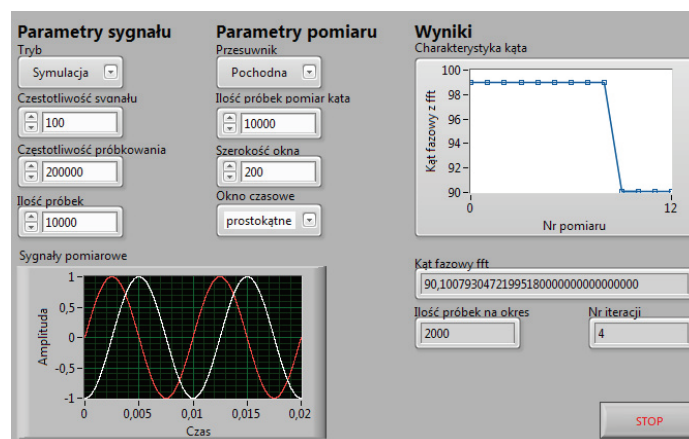 Parametry sygnału
Tryb
Symulacja
Częstotliwość sygnału
100
Częstotliwość próbkowania
200000
Ilość próbek
10000
Parametry pomiaru
Przesuwnik
Pochodna
Ilość próbek pomiar kąta
10000
Szerokość okna
200
Okno czasowe
prostokątne
Wyniki
Charakterystyka kąta
Kąt fazowy z fft
100
98
96
94
92
90
0
12
Nr pomiaru
Sygnały pomiarowe
Amplituda
1
0,5
0
-0,5
-1
0
0,005
0,01
0,015
0,02
Czas
Kąt fazowy fft
Ilość próbek na okres
2000
Nr iteracji
4
STOP